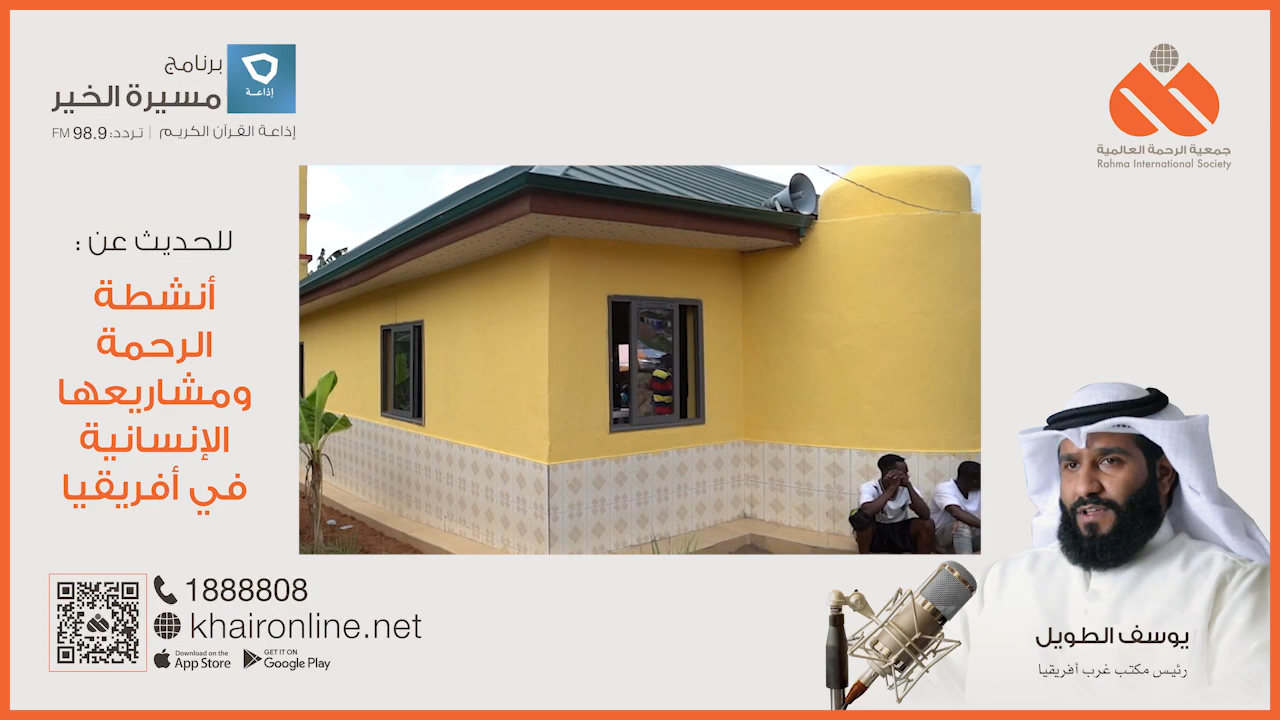 برنامج
مسيرة الخير
إذاعة
إذاعة القرآن الكريم | تردد: 98.9 FM
جمعية الرحمة العالمية
Rahma International Society
للحديث عن :
أنشطة
الرحمة
ومشاريعها
الإنسانية
في أفريقيا
1888808
khaironline.net
Download on the
App Store
GET IT ON
Google Play
يوسف الطويل
رئيس مكتب غرب أفريقيا